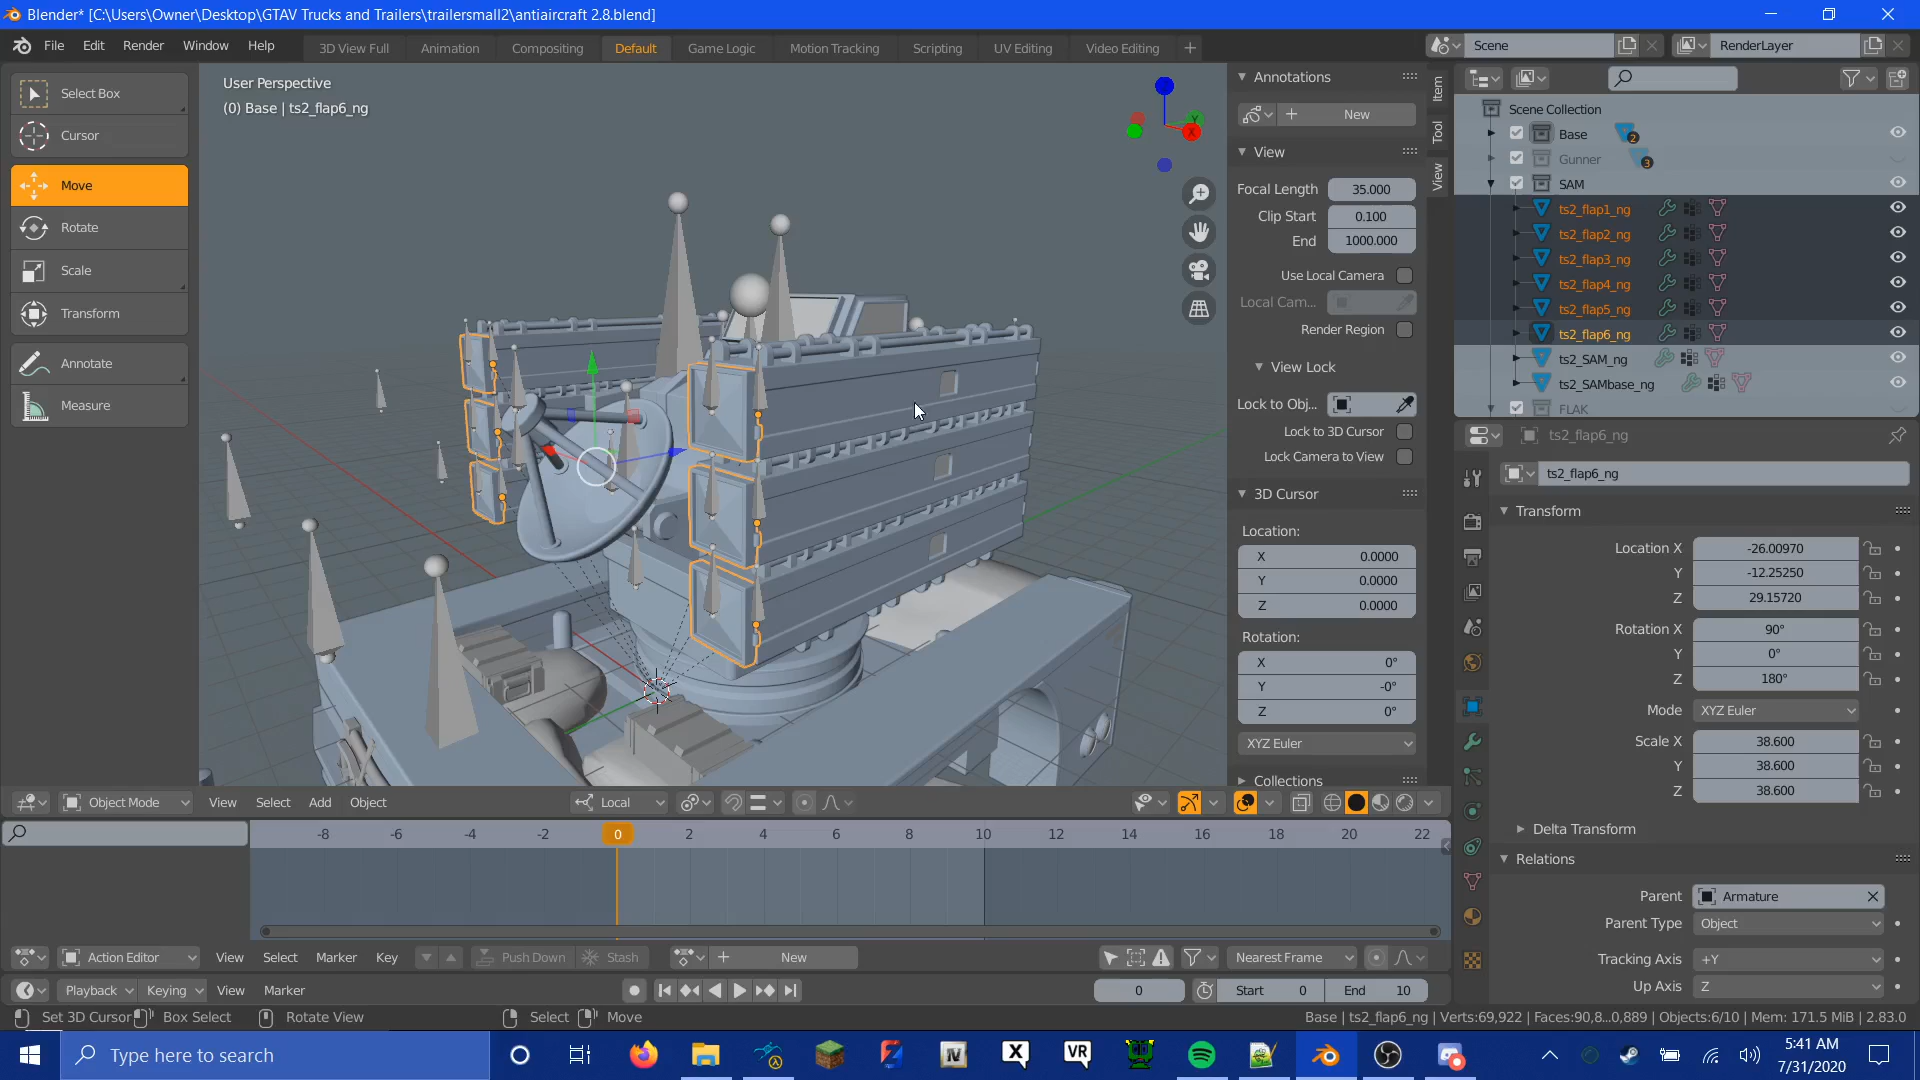 Blender* [C:\Users\Owner\Desktop\GTAV Trucks and Trailers\trailersmall2\antiaircraft 2.8.blend]
File Edit Render Window Help
3D View Full Animation Compositing Default Game Logic Motion Tracking Scripting UV Editing Video Editing +
Scene
RenderLayer
Select Box
Cursor
Move
Rotate
Scale
Transform
Annotate
Measure
User Perspective
(0) Base | ts2_flap6_ng
Y
X
Annotations
New
View
Focal Length 35.000
Clip Start 0.100
End 1000.000
Use Local Camera
Local Cam...
Render Region
View Lock
Lock to Obj...
Lock to 3D Cursor
Lock Camera to View
3D Cursor
Location:
X 0.0000
Y 0.0000
Z 0.0000
Rotation:
X 0°
Y -0°
Z 0°
XYZ Euler
Collections
Item
Tool
View
Scene Collection
Base 2
Gunner 3
SAM
ts2_flap1_ng
ts2_flap2_ng
ts2_flap3_ng
ts2_flap4_ng
ts2_flap5_ng
ts2_flap6_ng
ts2_SAM_ng
ts2_SAMbase_ng
FLAK
ts2_flap6_ng
ts2_flap6_ng
Transform
Location X -26.00970
Y -12.25250
Z 29.15720
Rotation X 90°
Y 0°
Z 180°
Mode XYZ Euler
Scale X 38.600
Y 38.600
Z 38.600
Delta Transform
Relations
Parent Armature
Parent Type Object
Tracking Axis +Y
Up Axis Z
Object Mode View Select Add Object Local
-8 -6 -4 -2 0 2 4 6 8 10 12 14 16 18 20 22
Action Editor View Select Marker Key Push Down Stash New Nearest Frame
Playback Keying View Marker 0 Start 0 End 10
Set 3D Cursor Box Select Rotate View Select Move Base | ts2_flap6_ng | Verts:69,922 | Faces:90,8...0,889 | Objects:6/10 | Mem: 171.5 MiB | 2.83.0
Type here to search
IV
X
VR
5:41 AM
7/31/2020